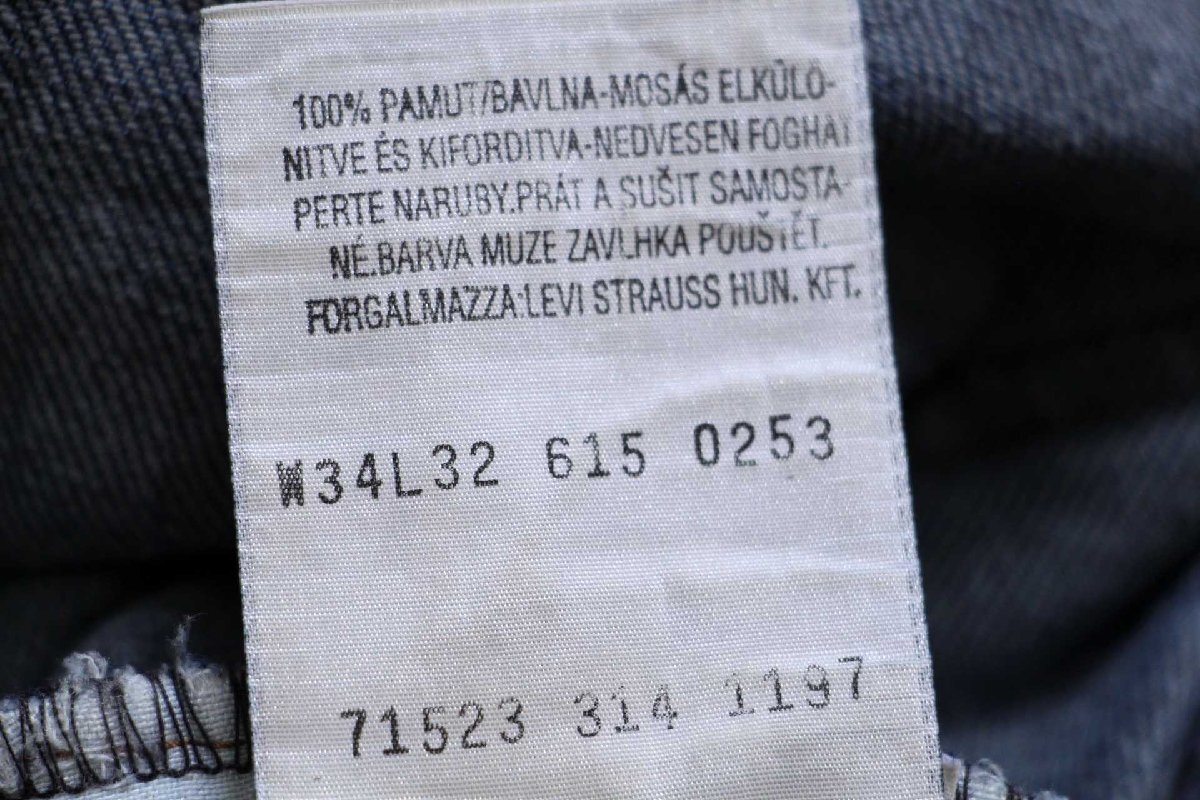 100% PAMUT/BAVLNA-MOSÁS ELKÜLÖ-
NITVE ÉS KIFORDITVA-NEDVESEN FOGHAT
PERTE NARUBY.PRÁT A SUŠIT SAMOSTA-
NÉ.BARVA MUZE ZAVLHKA POUŠTĚT.
FORGALMAZZA:LEVI STRAUSS HUN. KFT.
W34L32 615 0253
71523 314 1197